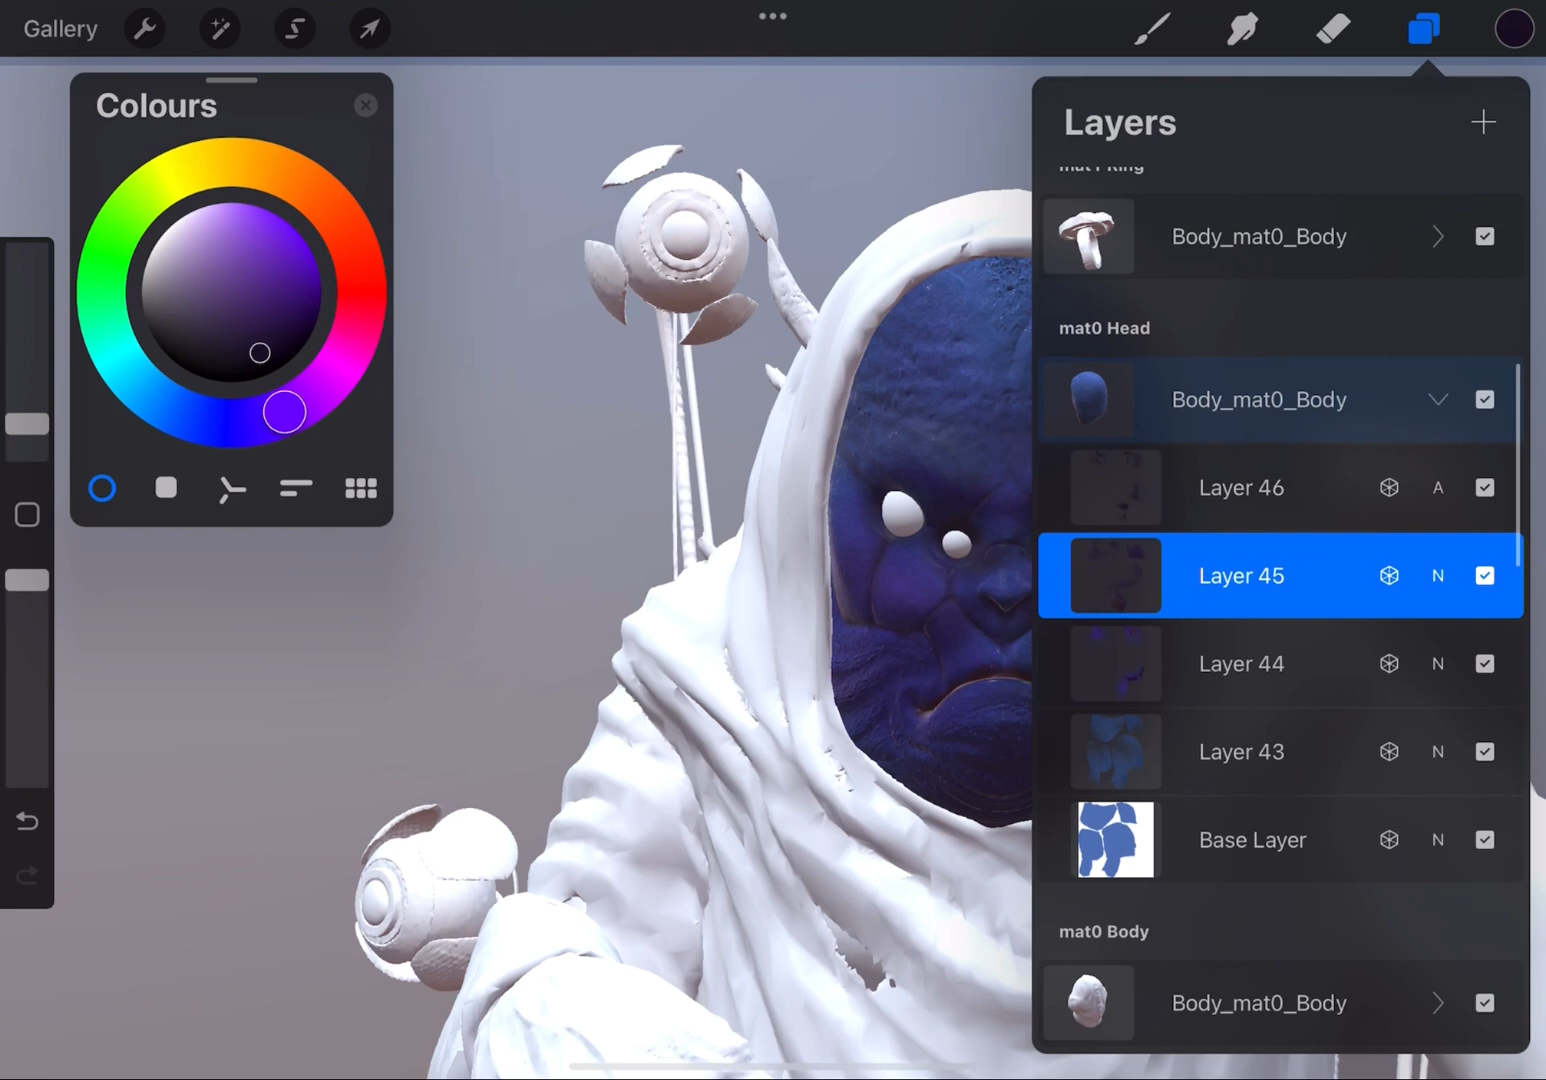 Gallery
Colours
Layers
Body_mat0_Body
mat0 Head
Body_mat0_Body
Layer 46 A
Layer 45 N
Layer 44 N
Layer 43 N
Base Layer N
mat0 Body
Body_mat0_Body